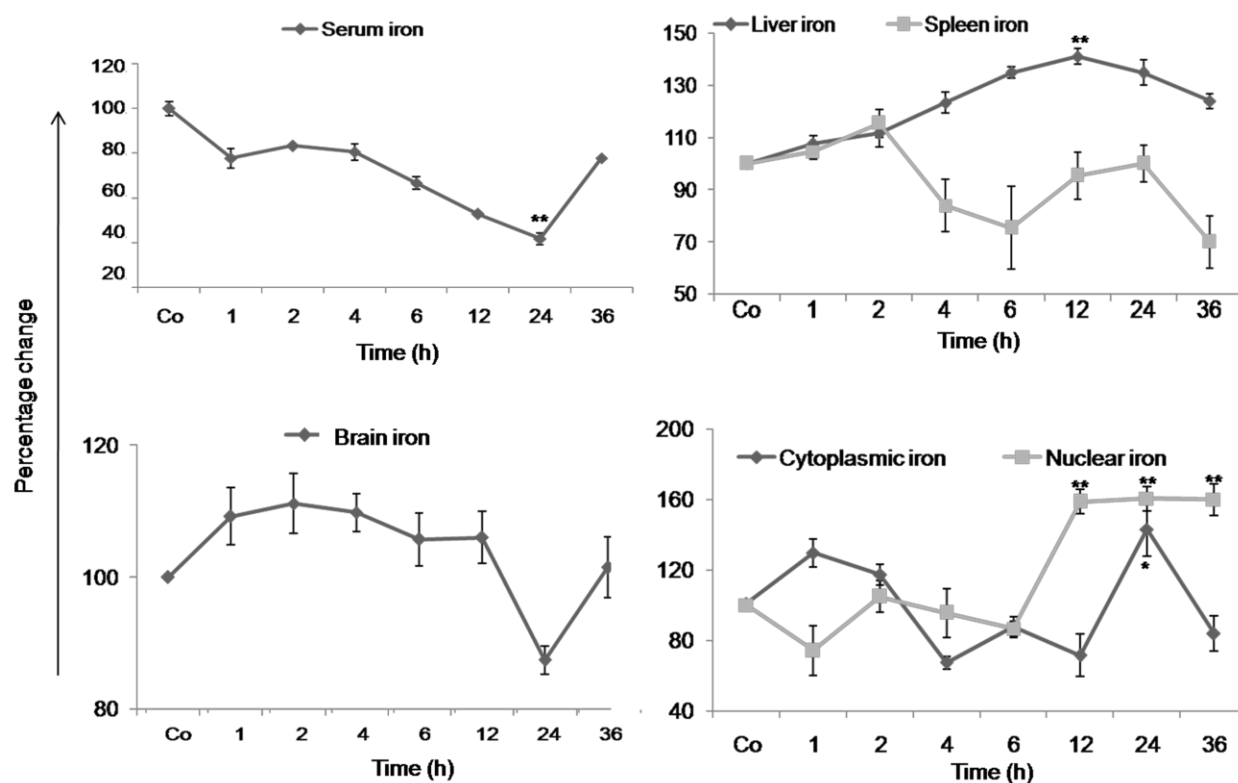 Serum iron
120
100
80
60
40
20
**
Co 1 2 4 6 12 24 36
Time (h)
Liver iron Spleen iron
150
130
110
90
70
50
**
Co 1 2 4 6 12 24 36
Time (h)
Percentage change
Brain iron
120
100
80
Co 1 2 4 6 12 24 36
Time (h)
200
160
120
80
40
Cytoplasmic iron Nuclear iron
** ** **
*
Co 1 2 4 6 12 24 36
Time (h)